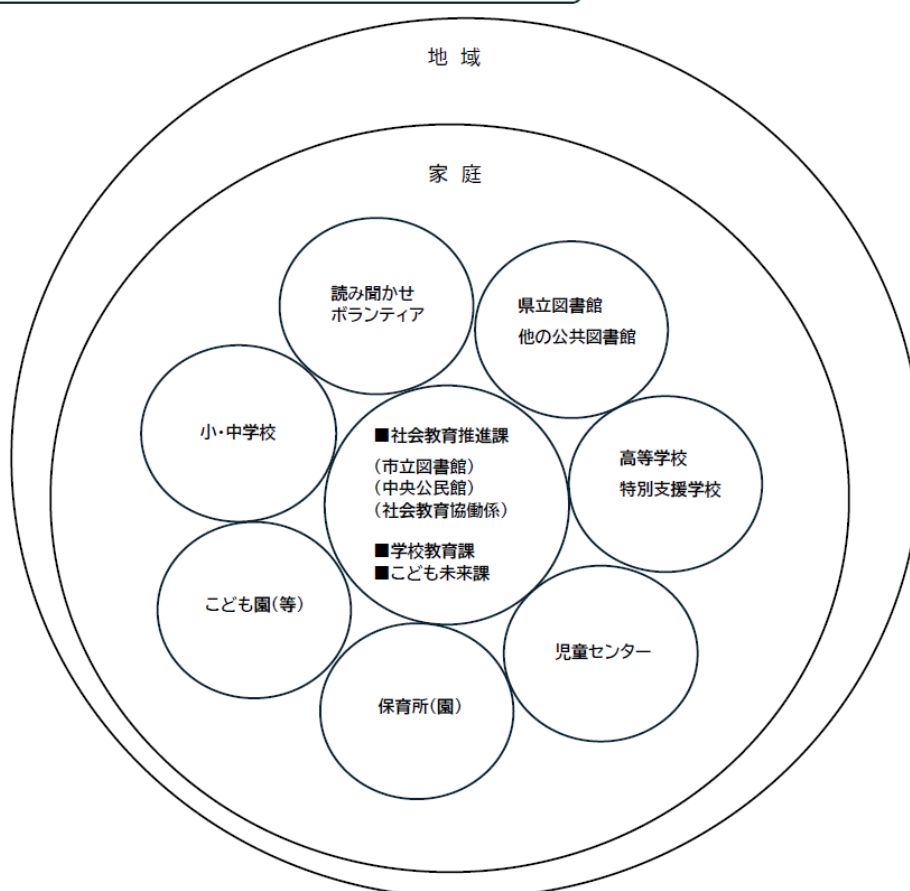 地 域
家 庭
読み聞かせ
ボランティア
県立図書館
他の公共図書館
小・中学校
■社会教育推進課
(市立図書館)
(中央公民館)
(社会教育協働係)
■学校教育課
■こども未来課
高等学校
特別支援学校
こども園(等)
児童センター
保育所(園)